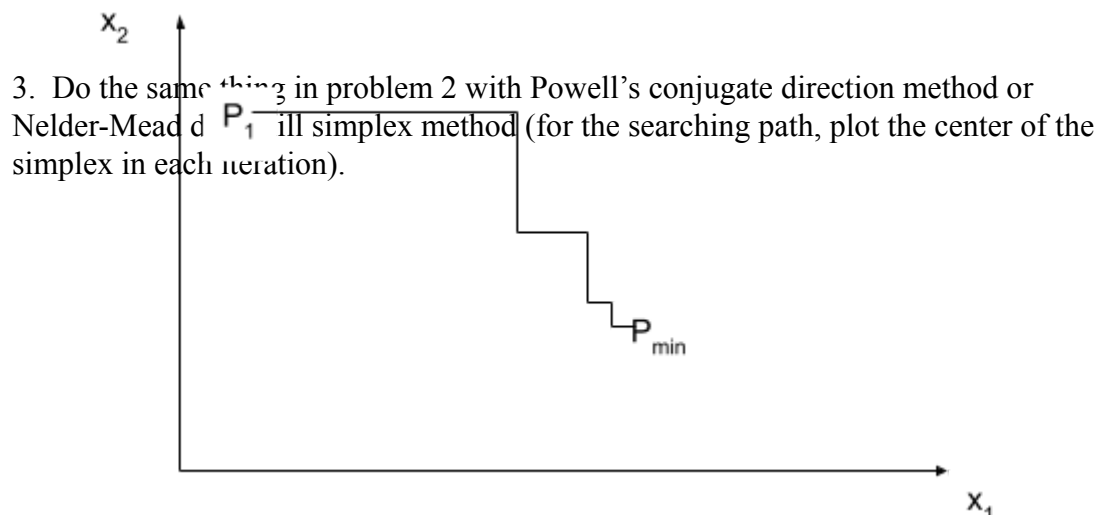 x2
3. Do the same thing in problem 2 with Powell's conjugate direction method or
Nelder-Mead d P1 ill simplex method (for the searching path, plot the center of the
simplex in each iteration).
Pmin
x1